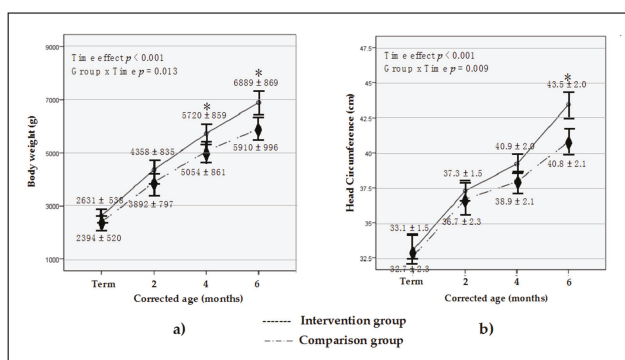 9000
7000
5000
3000
1000
Body weight (g)
Time effect p < 0.001
Group x Time p = 0.013
*
6889 ± 869
*
5720 ± 859
4358 ± 835
5910 ± 996
5054 ± 861
2631 ± 538
3892 ± 797
2394 ± 520
Term
2
4
6
Corrected age (months)
a)
47.5
42.5
37.5
32.5
Head Circumference (cm)
Time effect p < 0.001
Group x Time p = 0.009
*
43.5 ± 2.0
40.9 ± 2.0
37.3 ± 1.5
40.8 ± 2.1
38.9 ± 2.1
36.7 ± 2.3
33.1 ± 1.5
32.7 ± 2.3
Term
2
4
6
Corrected age (months)
b)
Intervention group
Comparison group